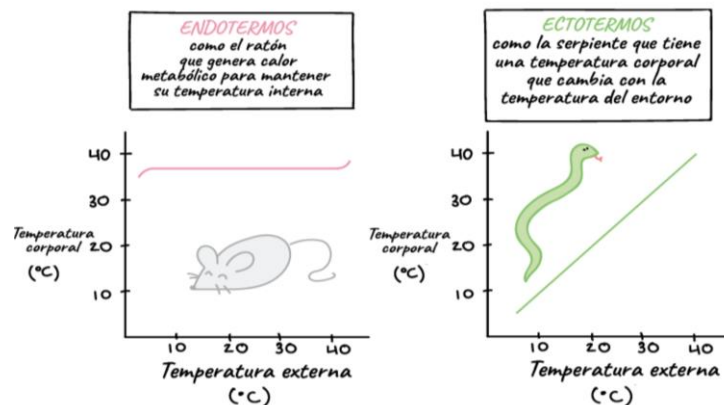 ENDOTERMOS
como el ratón
que genera calor
metabólico para mantener
su temperatura interna
40
30
Temperatura
corporal
20
(°C)
10
10 20 30 40
Temperatura externa
(°C)
ECTOTERMOS
como la serpiente que tiene
una temperatura corporal
que cambia con la
temperatura del entorno
40
30
Temperatura
corporal
20
(°C)
10
10 20 30 40
Temperatura externa
(°C)